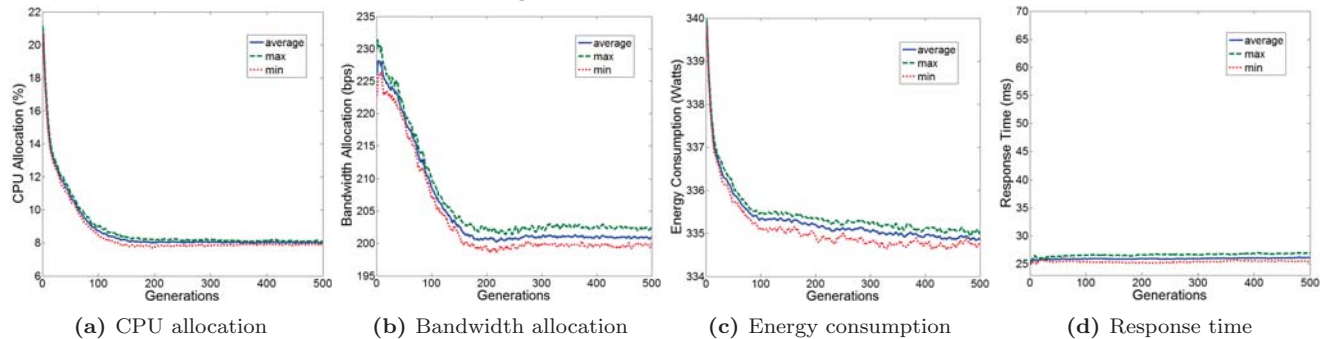 CPU Allocation (%)
22
20
18
16
14
12
10
8
6
0
100
200
300
400
500
Generations
average
max
min
(a) CPU allocation
Bandwidth Allocation (bps)
235
230
225
220
215
210
205
200
195
0
100
200
300
400
500
Generations
average
max
min
(b) Bandwidth allocation
Energy Consumption (Watts)
340
339
338
337
336
335
334
0
100
200
300
400
500
Generations
average
max
min
(c) Energy consumption
Response Time (ms)
70
65
60
55
50
45
40
35
30
25
0
100
200
300
400
500
Generations
average
max
min
(d) Response time